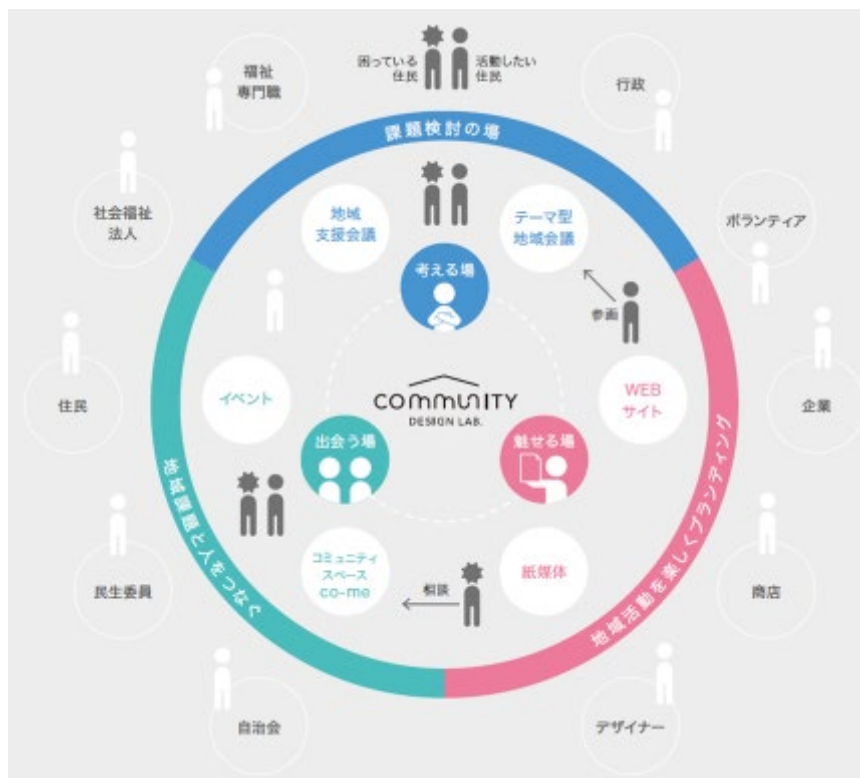 困っている
住民
活動したい
住民
福祉
専門職
行政
課題検討の場
社会福祉
法人
地域
支援会議
テーマ型
地域会議
ボランティア
考える場
参画
住民
イベント
COMMUNITY
DESIGN LAB.
WEB
サイト
企業
出会う場
魅せる場
地域課題と人をつなぐ
地域活動を楽しくブランディング
民生委員
コミュニティ
スペース
co-me
相談
紙媒体
商店
自治会
デザイナー